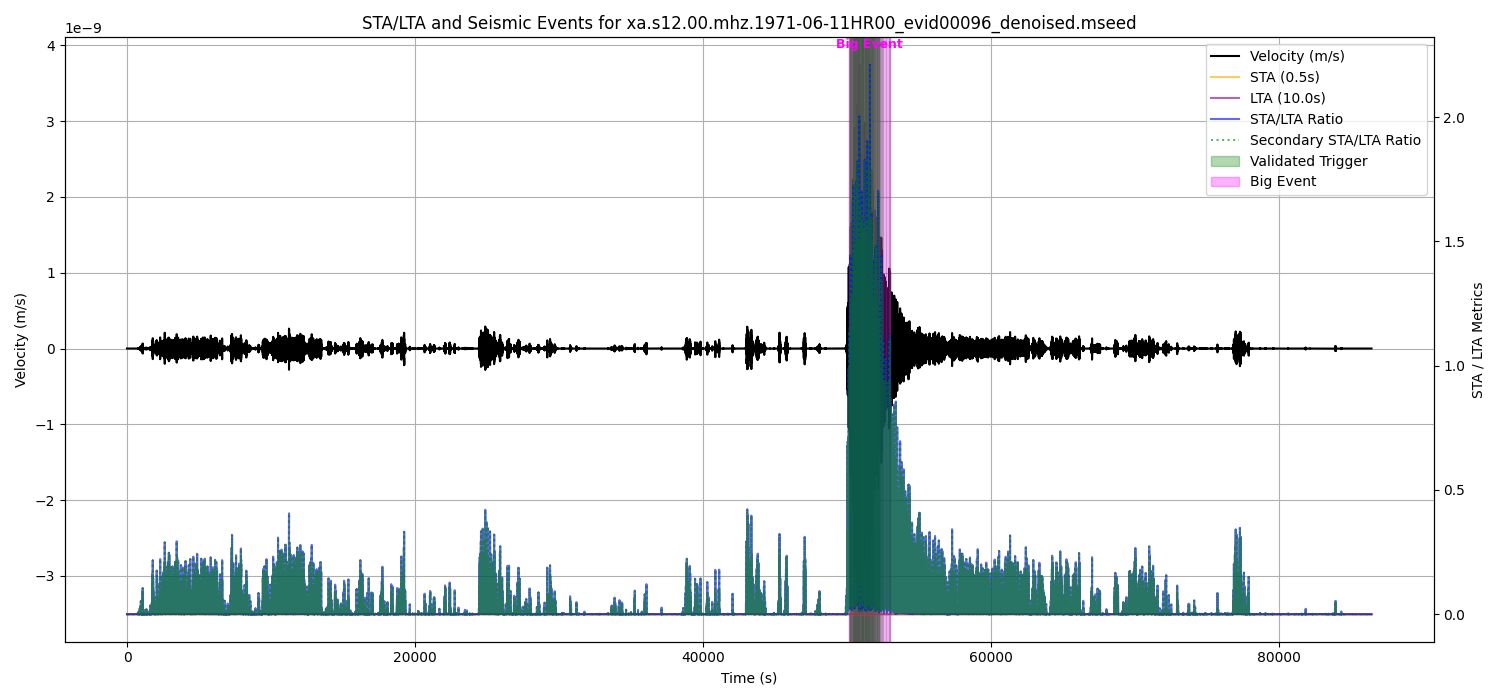 STA/LTA and Seismic Events for xa.s12.00.mhz.1971-06-11HR00_evid00096_denoised.mseed
1e−9
Big Event
Velocity (m/s)
STA (0.5s)
LTA (10.0s)
STA/LTA Ratio
Secondary STA/LTA Ratio
Validated Trigger
Big Event
4
3
2
1
0
−1
−2
−3
Velocity (m/s)
2.0
1.5
1.0
0.5
0.0
STA / LTA Metrics
0
20000
40000
60000
80000
Time (s)